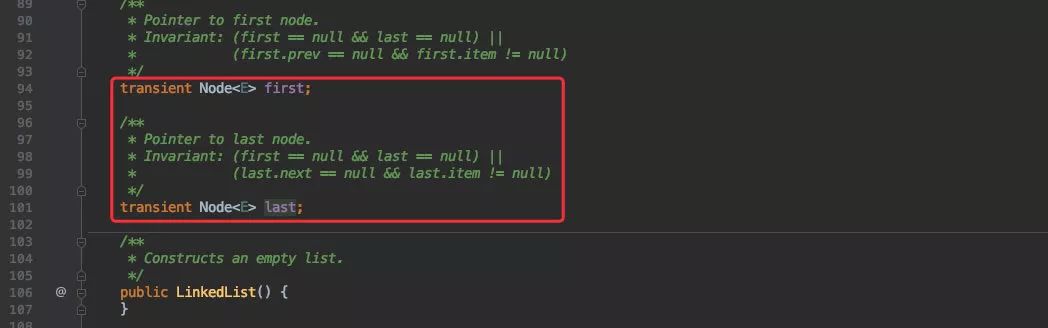 89 /**
90 * Pointer to first node.
91 * Invariant: (first == null && last == null) ||
92 * (first.prev == null && first.item != null)
93 */
94 transient Node<E> first;
95
96 /**
97 * Pointer to last node.
98 * Invariant: (first == null && last == null) ||
99 * (last.next == null && last.item != null)
100 */
101 transient Node<E> last;
102
103 /**
104 * Constructs an empty list.
105 */
106 @ public LinkedList() {
107 }
108